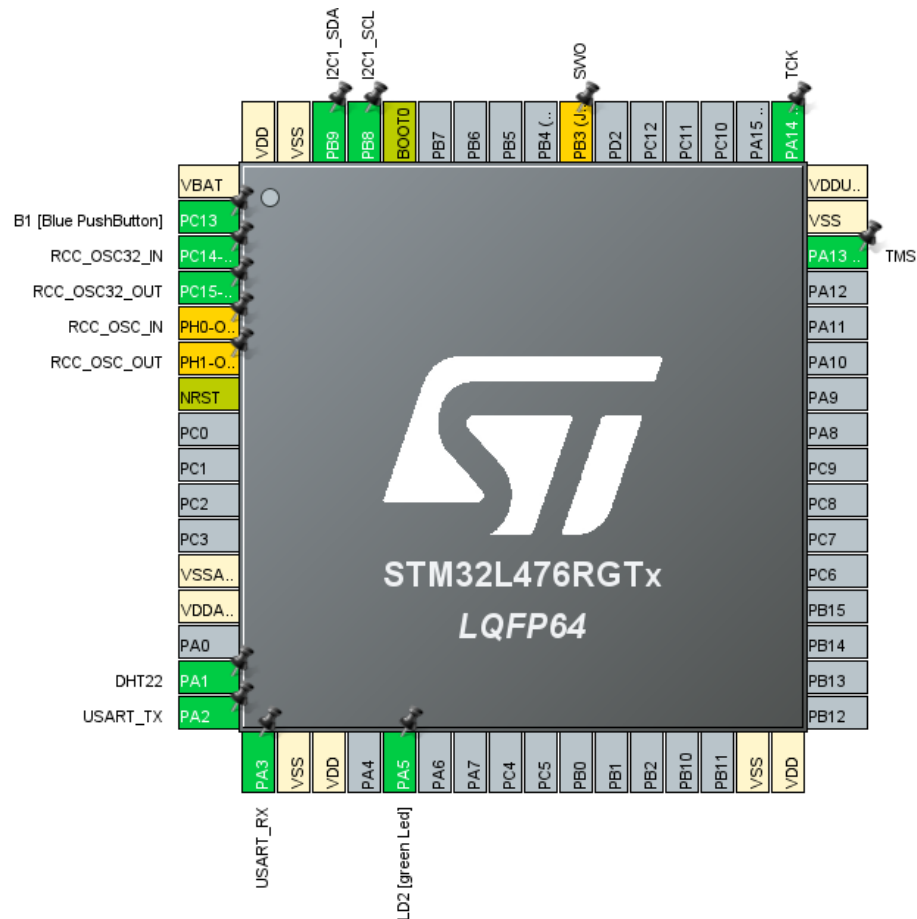 I2C1_SDA
I2C1_SCL
SWO
TCK
VDD
VSS
PB9
PB8
BOOT0
PB7
PB6
PB5
PB4 (..
PB3 (J..
PD2
PC12
PC11
PC10
PA15 ..
PA14 ..
VBAT
B1 [Blue PushButton] PC13
RCC_OSC32_IN PC14-..
RCC_OSC32_OUT PC15-..
RCC_OSC_IN PH0-O..
RCC_OSC_OUT PH1-O..
NRST
PC0
PC1
PC2
PC3
VSSA..
VDDA..
PA0
DHT22 PA1
USART_TX PA2
VDDU..
VSS
PA13 .. TMS
PA12
PA11
PA10
PA9
PA8
PC9
PC8
PC7
PC6
PB15
PB14
PB13
PB12
ST
STM32L476RGTx
LQFP64
PA3
VSS
VDD
PA4
PA5
PA6
PA7
PC4
PC5
PB0
PB1
PB2
PB10
PB11
VSS
VDD
USART_RX
LD2 [green Led]